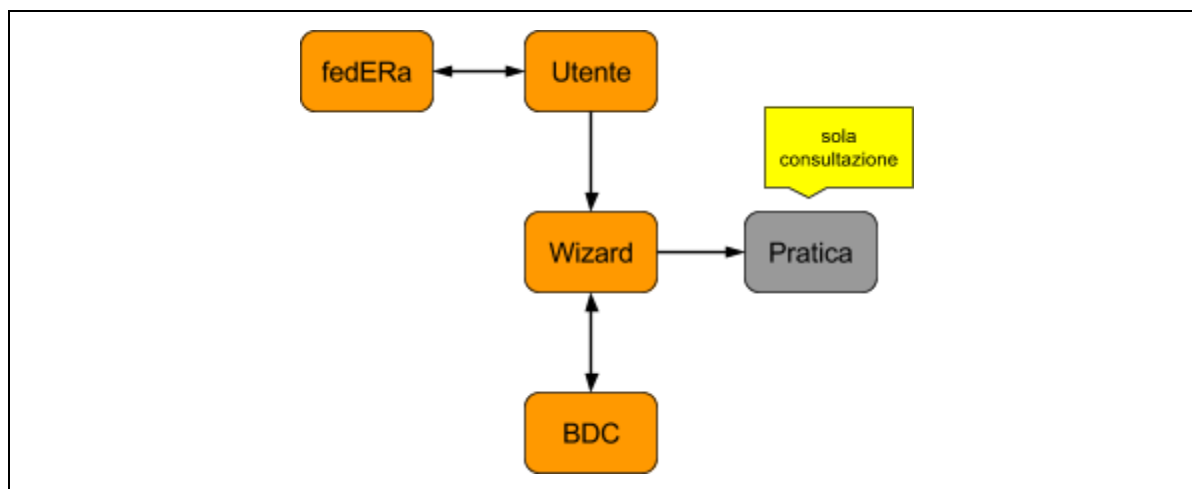 fedERa
Utente
sola
consultazione
Wizard
Pratica
BDC